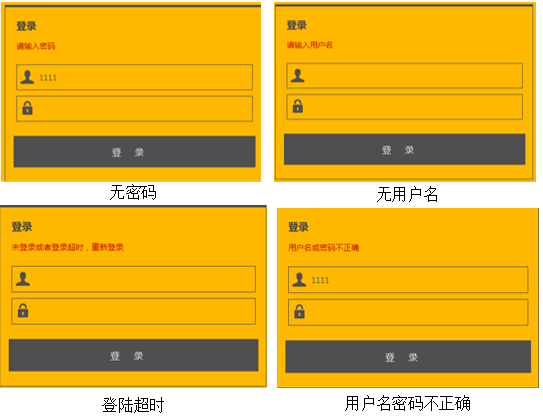 登录
请输入密码
1111
登 录
无密码
登录
请输入用户名
登 录
无用户名
登录
未登录或者登录超时，重新登录
登 录
登陆超时
登录
用户名或密码不正确
1111
登 录
用户名密码不正确